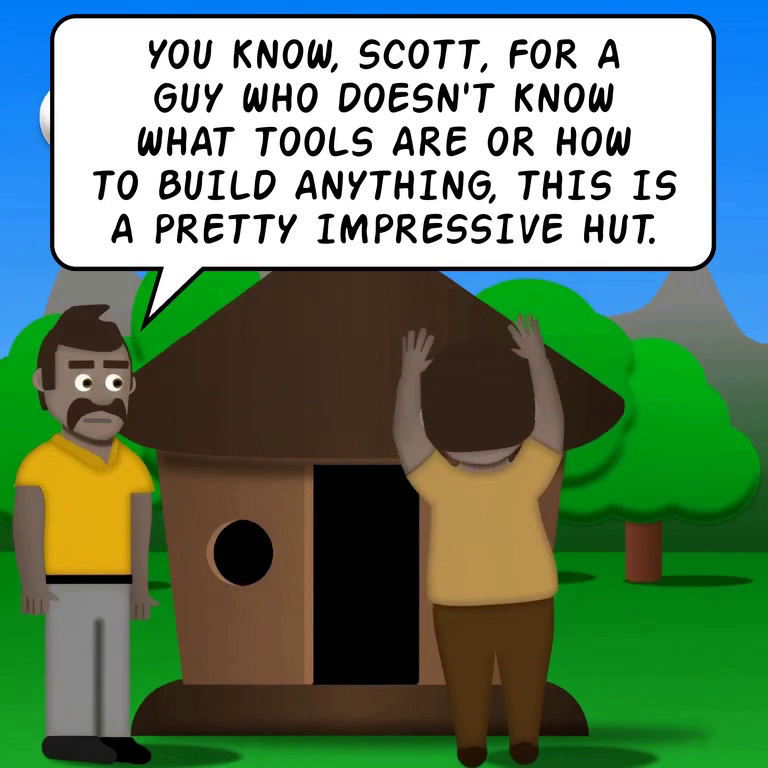 YOU KNOW, SCOTT, FOR A
GUY WHO DOESN'T KNOW
WHAT TOOLS ARE OR HOW
TO BUILD ANYTHING, THIS IS
A PRETTY IMPRESSIVE HUT.